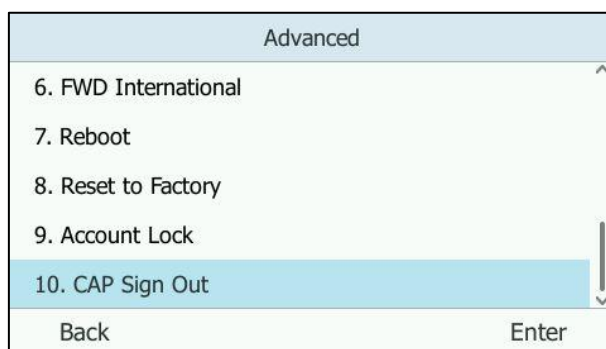 Advanced
6. FWD International
7. Reboot
8. Reset to Factory
9. Account Lock
10. CAP Sign Out
Back Enter